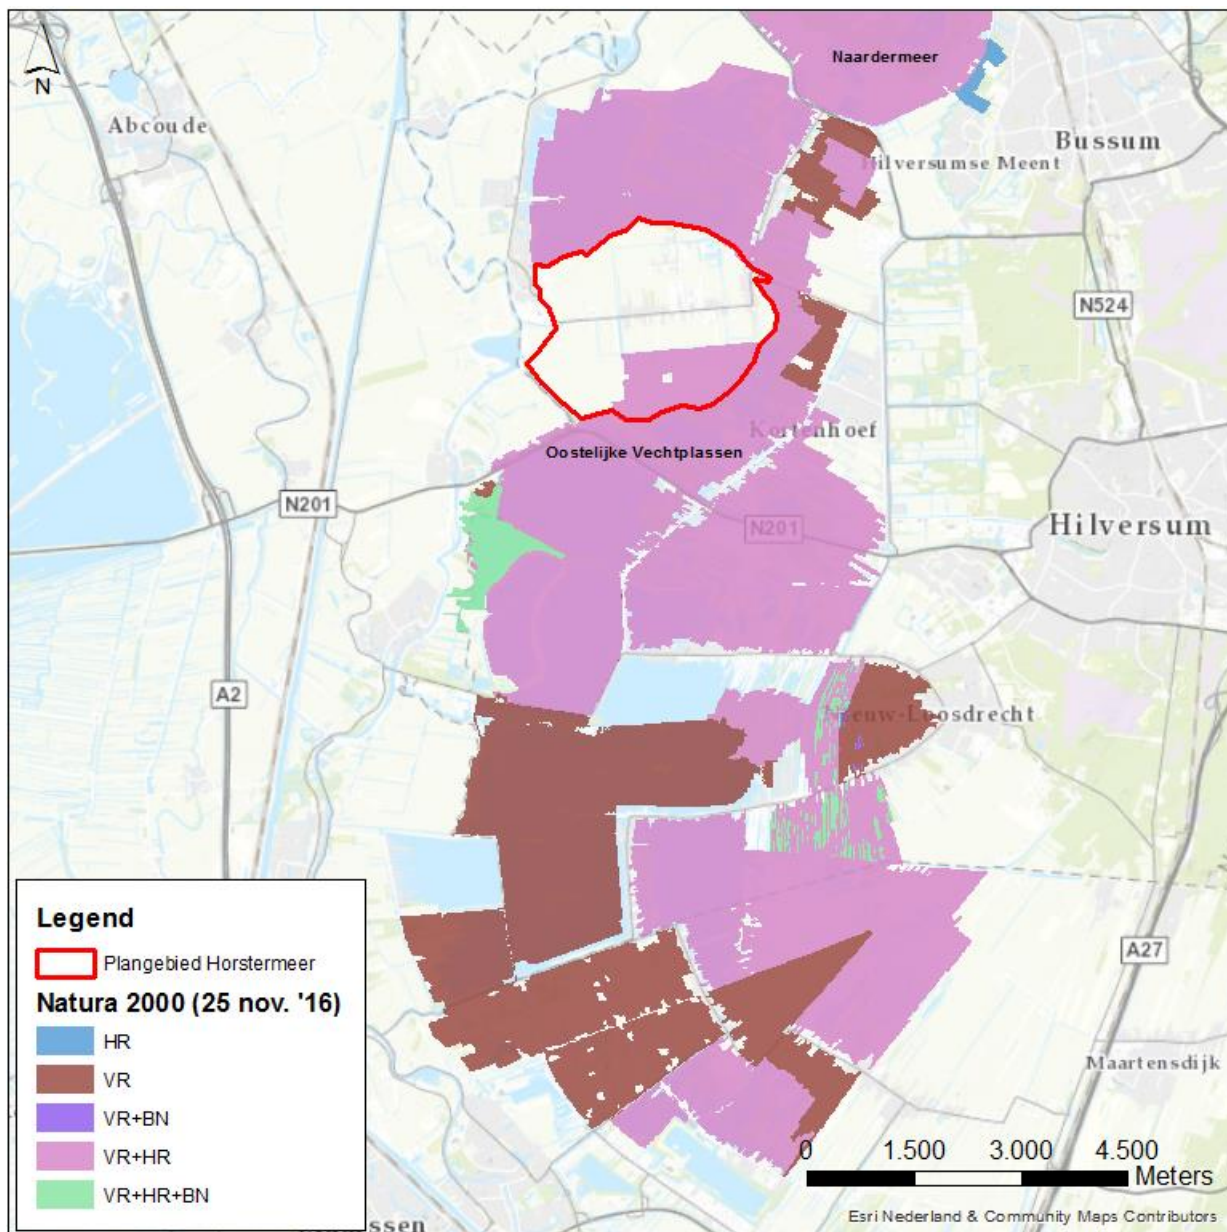 N
Naardermeer
Abcoude
Bussum
Hilversumse Meent
N524
Kortenhoef
Oostelijke Vechtplassen
N201
N201
Hilversum
A2
Nieuw-Loosdrecht
A27
Maartensdijk
Legend
Plangebied Horstermeer
Natura 2000 (25 nov. '16)
HR
VR
VR+BN
VR+HR
VR+HR+BN
0 1.500 3.000 4.500
Meters
Esri Nederland & Community Maps Contributors